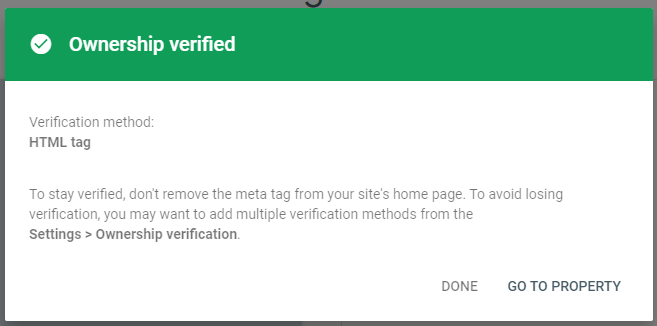 Ownership verified
Verification method:
HTML tag
To stay verified, don't remove the meta tag from your site's home page. To avoid losing
verification, you may want to add multiple verification methods from the
Settings > Ownership verification.
DONE GO TO PROPERTY